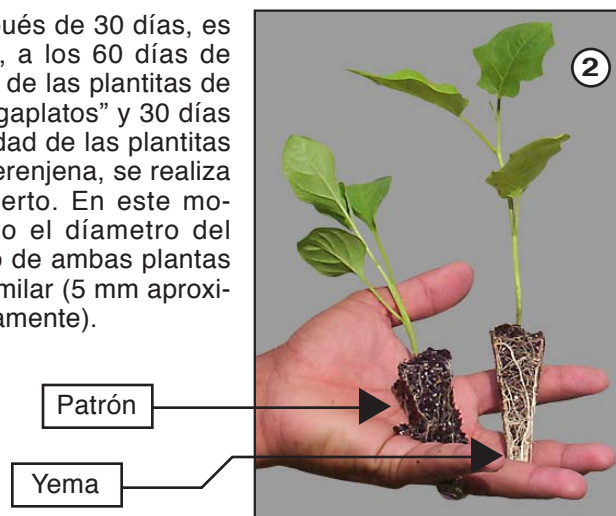 pués de 30 días, es
, a los 60 días de
de las plantitas de
gaplatos” y 30 días
dad de las plantitas
erenjena, se realiza
erto. En este mo-
o el díametro del
o de ambas plantas
milar (5 mm aproxi-
amente).
2
Patrón
Yema